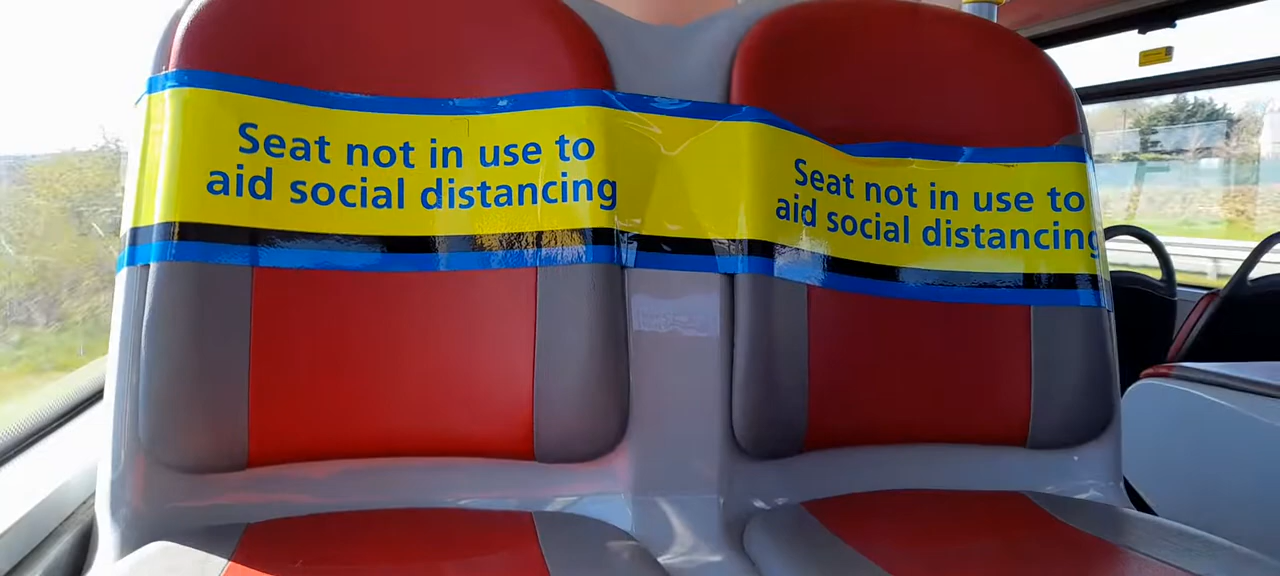 Seat not in use to
aid social distancing
Seat not in use to
aid social distancing